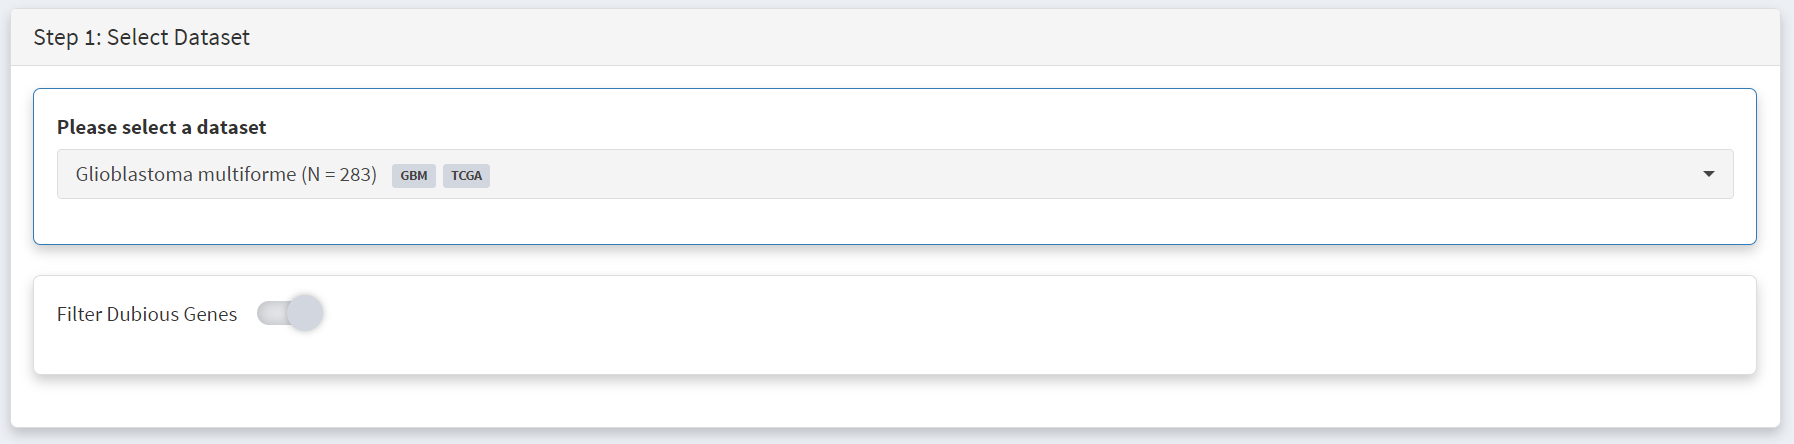 Step 1: Select Dataset
Please select a dataset
Glioblastoma multiforme (N = 283) GBM TCGA
Filter Dubious Genes